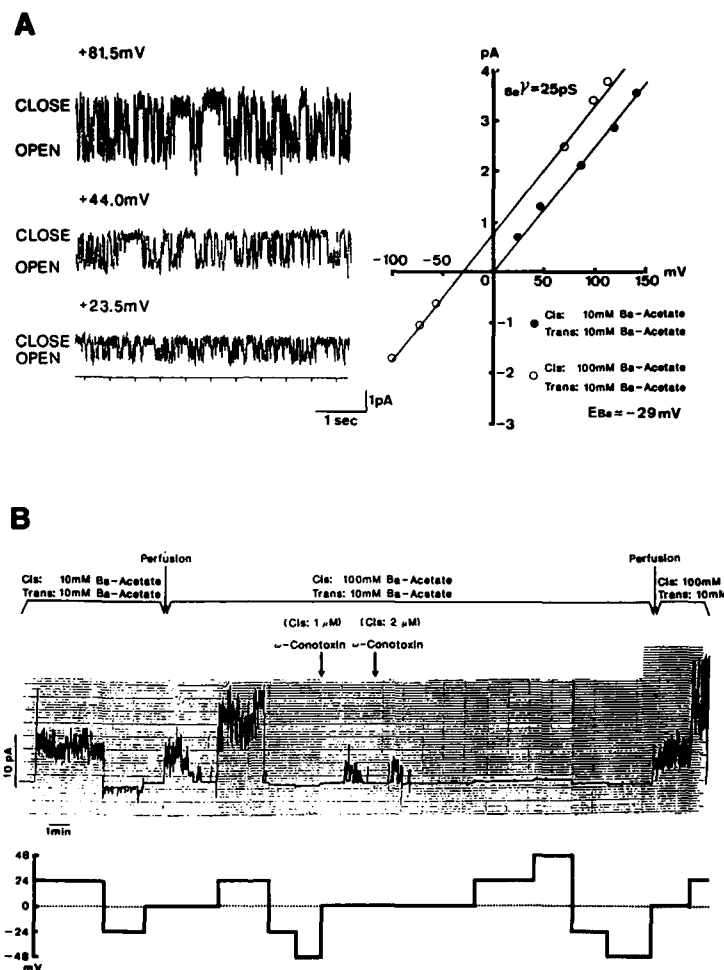 A
+81.5mV
CLOSE
OPEN
+44.0mV
CLOSE
OPEN
+23.5mV
CLOSE
OPEN
1pA
1 sec
pA
4
Baγ=25pS
3
2
1
-100
-50
0
50
100
150
mV
-1
-2
-3
Cis: 10mM Ba-Acetate
Trans: 10mM Ba-Acetate
Cis: 100mM Ba-Acetate
Trans: 10mM Ba-Acetate
EBa≃-29mV
B
Perfusion
Perfusion
Cis: 10mM Ba-Acetate
Trans: 10mM Ba-Acetate
Cis: 100mM Ba-Acetate
Trans: 10mM Ba-Acetate
Cis: 100mM
Trans: 10mM
(Cis: 1 μM)
(Cis: 2 μM)
ω-Conotoxin
ω-Conotoxin
10 pA
1min
48
24
0
-24
-48
mV